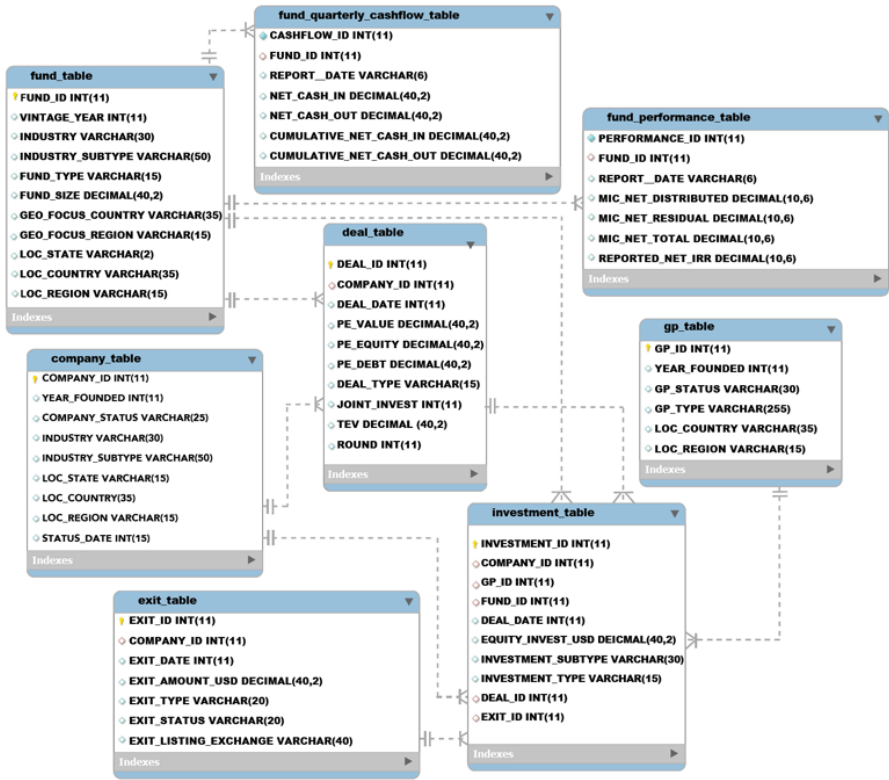 fund_quarterly_cashflow_table
CASHFLOW_ID INT(11)
FUND_ID INT(11)
REPORT__DATE VARCHAR(6)
NET_CASH_IN DECIMAL(40,2)
NET_CASH_OUT DECIMAL(40,2)
CUMULATIVE_NET_CASH_IN DECIMAL(40,2)
CUMULATIVE_NET_CASH_OUT DECIMAL(40,2)
Indexes
fund_table
FUND_ID INT(11)
VINTAGE_YEAR INT(11)
INDUSTRY VARCHAR(30)
INDUSTRY_SUBTYPE VARCHAR(50)
FUND_TYPE VARCHAR(15)
FUND_SIZE DECIMAL(40,2)
GEO_FOCUS_COUNTRY VARCHAR(35)
GEO_FOCUS_REGION VARCHAR(15)
LOC_STATE VARCHAR(2)
LOC_COUNTRY VARCHAR(35)
LOC_REGION VARCHAR(15)
Indexes
fund_performance_table
PERFORMANCE_ID INT(11)
FUND_ID INT(11)
REPORT__DATE VARCHAR(6)
MIC_NET_DISTRIBUTED DECIMAL(10,6)
MIC_NET_RESIDUAL DECIMAL(10,6)
MIC_NET_TOTAL DECIMAL(10,6)
REPORTED_NET_IRR DECIMAL(10,6)
Indexes
deal_table
DEAL_ID INT(11)
COMPANY_ID INT(11)
DEAL_DATE INT(11)
PE_VALUE DECIMAL(40,2)
PE_EQUITY DECIMAL(40,2)
PE_DEBT DECIMAL(40,2)
DEAL_TYPE VARCHAR(15)
JOINT_INVEST INT(11)
TEV DECIMAL (40,2)
ROUND INT(11)
Indexes
gp_table
GP_ID INT(11)
YEAR_FOUNDED INT(11)
GP_STATUS VARCHAR(30)
GP_TYPE VARCHAR(255)
LOC_COUNTRY VARCHAR(35)
LOC_REGION VARCHAR(15)
Indexes
company_table
COMPANY_ID INT(11)
YEAR_FOUNDED INT(11)
COMPANY_STATUS VARCHAR(25)
INDUSTRY VARCHAR(30)
INDUSTRY_SUBTYPE VARCHAR(50)
LOC_STATE VARCHAR(15)
LOC_COUNTRY(35)
LOC_REGION VARCHAR(15)
STATUS_DATE INT(15)
Indexes
investment_table
INVESTMENT_ID INT(11)
COMPANY_ID INT(11)
GP_ID INT(11)
FUND_ID INT(11)
DEAL_DATE INT(11)
EQUITY_INVEST_USD DEICMAL(40,2)
INVESTMENT_SUBTYPE VARCHAR(30)
INVESTMENT_TYPE VARCHAR(15)
DEAL_ID INT(11)
EXIT_ID INT(11)
Indexes
exit_table
EXIT_ID INT(11)
COMPANY_ID INT(11)
EXIT_DATE INT(11)
EXIT_AMOUNT_USD DECIMAL(40,2)
EXIT_TYPE VARCHAR(20)
EXIT_STATUS VARCHAR(20)
EXIT_LISTING_EXCHANGE VARCHAR(40)
Indexes